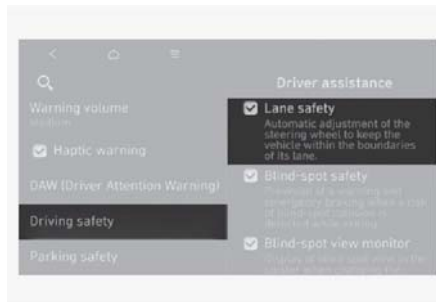 Driver assistance
Warning volume
Medium
Haptic warning
DAW (Driver Attention Warning)
Driving safety
Parking safety
Lane safety
Automatic adjustment of the
steering wheel to keep the
vehicle within the boundaries
of its lane.
Blind-spot safety
Blind-spot view monitor